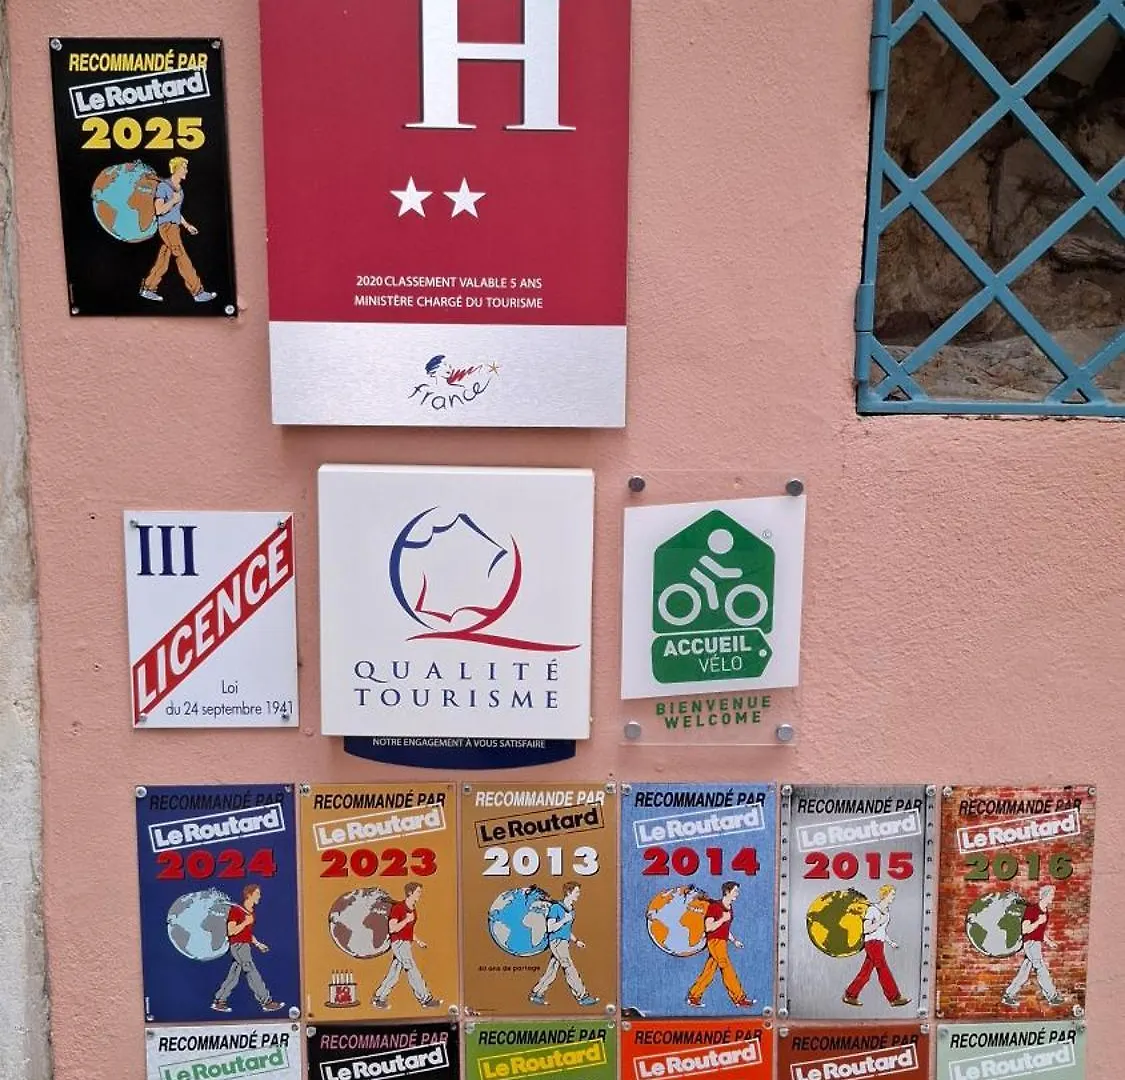 RECOMMANDÉ PAR
Le Routard
2025
H
2020 CLASSEMENT VALABLE 5 ANS
MINISTÈRE CHARGÉ DU TOURISME
france
III
LICENCE
Loi
du 24 septembre 1941
QUALITÉ
TOURISME
NOTRE ENGAGEMENT À VOUS SATISFAIRE
©
ACCUEIL
VÉLO
BIENVENUE
WELCOME
RECOMMANDÉ PAR
Le Routard
2024
RECOMMANDÉ PAR
Le Routard
2023
RECOMMANDÉ PAR
Le Routard
2013
40 ans de partage
RECOMMANDÉ PAR
Le Routard
2014
RECOMMANDÉ PAR
Le Routard
2015
RECOMMANDÉ PAR
Le Routard
2016
RECOMMANDÉ PAR
Le Routard
RECOMMANDÉ PAR
Le Routard
RECOMMANDÉ PAR
Le Routard
RECOMMANDÉ PAR
Le Routard
RECOMMANDÉ PAR
Le Routard
RECOMMANDÉ PAR
Le Routard